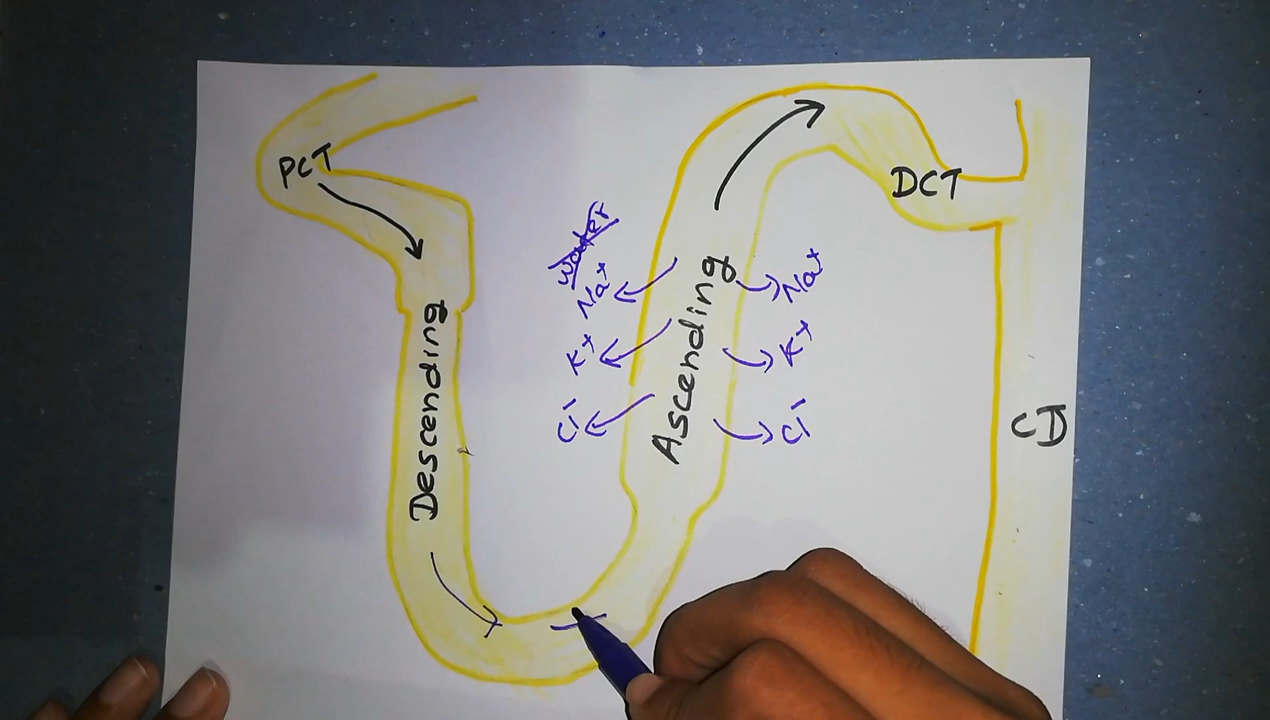 PCT
Descending
Water
Na+
K+
Cl-
Ascending
Na+
K+
Cl-
DCT
CD